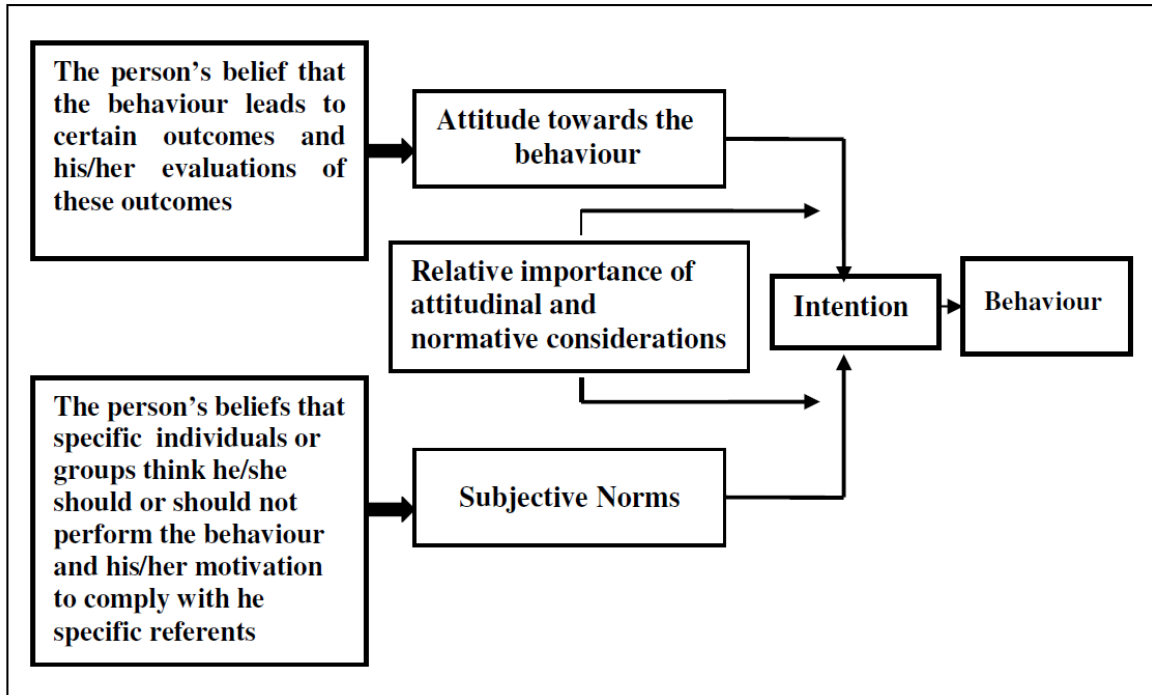 The person's belief that
the behaviour leads to
certain outcomes and
his/her evaluations of
these outcomes
Attitude towards the
behaviour
Relative importance of
attitudinal and
normative considerations
Intention
Behaviour
The person's beliefs that
specific individuals or
groups think he/she
should or should not
perform the behaviour
and his/her motivation
to comply with he
specific referents
Subjective Norms